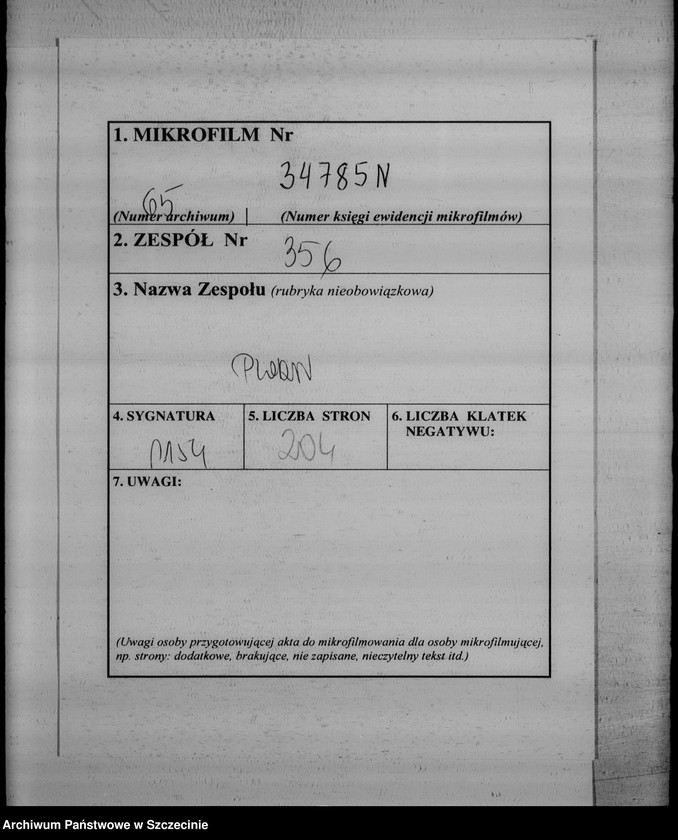 1. MIKROFILM Nr
34785 N
65
(Numer archiwum) | (Numer księgi ewidencji mikrofilmów)
2. ZESPÓŁ Nr
356
3. Nazwa Zespołu (rubryka nieobowiązkowa)
4. SYGNATURA
5. LICZBA STRON
6. LICZBA KLATEK
NEGATYWU:
1154
204
7. UWAGI:
(Uwagi osoby przygotowującej akta do mikrofilmowania dla osoby mikrofilmującej,
np. strony: dodatkowe, brakujące, nie zapisane, nieczytelny tekst itd.)
Archiwum Państwowe w Szczecinie